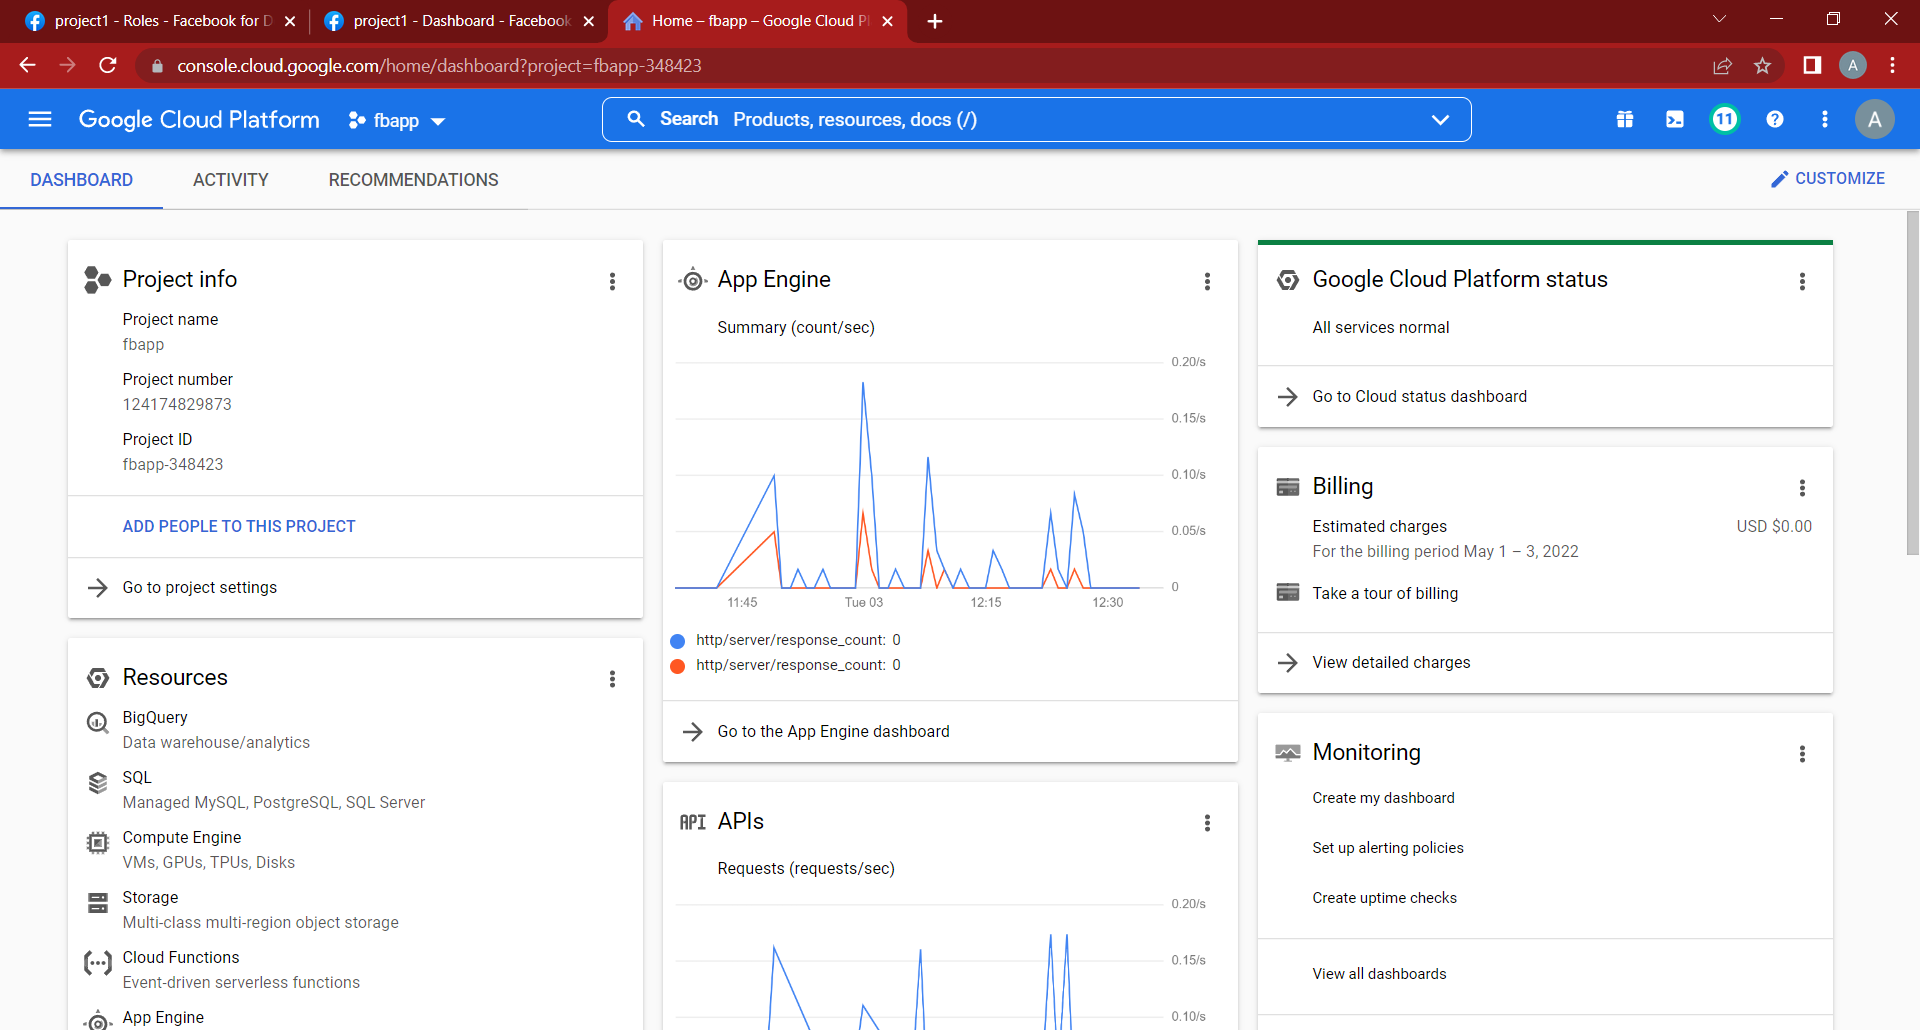 project1 - Roles - Facebook for D
project1 - Dashboard - Facebook
Home – fbapp – Google Cloud Pl
console.cloud.google.com/home/dashboard?project=fbapp-348423
A
Google Cloud Platform
fbapp
Search Products, resources, docs (/)
11
?
A
DASHBOARD
ACTIVITY
RECOMMENDATIONS
CUSTOMIZE
Project info
Project name
fbapp
Project number
124174829873
Project ID
fbapp-348423
ADD PEOPLE TO THIS PROJECT
Go to project settings
Resources
BigQuery
Data warehouse/analytics
SQL
Managed MySQL, PostgreSQL, SQL Server
Compute Engine
VMs, GPUs, TPUs, Disks
Storage
Multi-class multi-region object storage
Cloud Functions
Event-driven serverless functions
App Engine
App Engine
Summary (count/sec)
0.20/s
0.15/s
0.10/s
0.05/s
0
11:45
Tue 03
12:15
12:30
http/server/response_count: 0
http/server/response_count: 0
Go to the App Engine dashboard
API APIs
Requests (requests/sec)
0.20/s
0.15/s
0.10/s
Google Cloud Platform status
All services normal
Go to Cloud status dashboard
Billing
Estimated charges
USD $0.00
For the billing period May 1 – 3, 2022
Take a tour of billing
View detailed charges
Monitoring
Create my dashboard
Set up alerting policies
Create uptime checks
View all dashboards